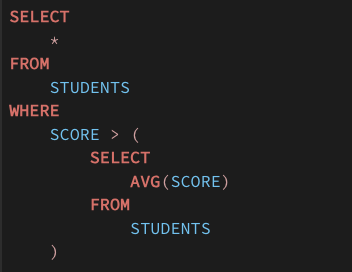 SELECT
    *
FROM
    STUDENTS
WHERE
    SCORE > (
        SELECT
            AVG(SCORE)
        FROM
            STUDENTS
    )